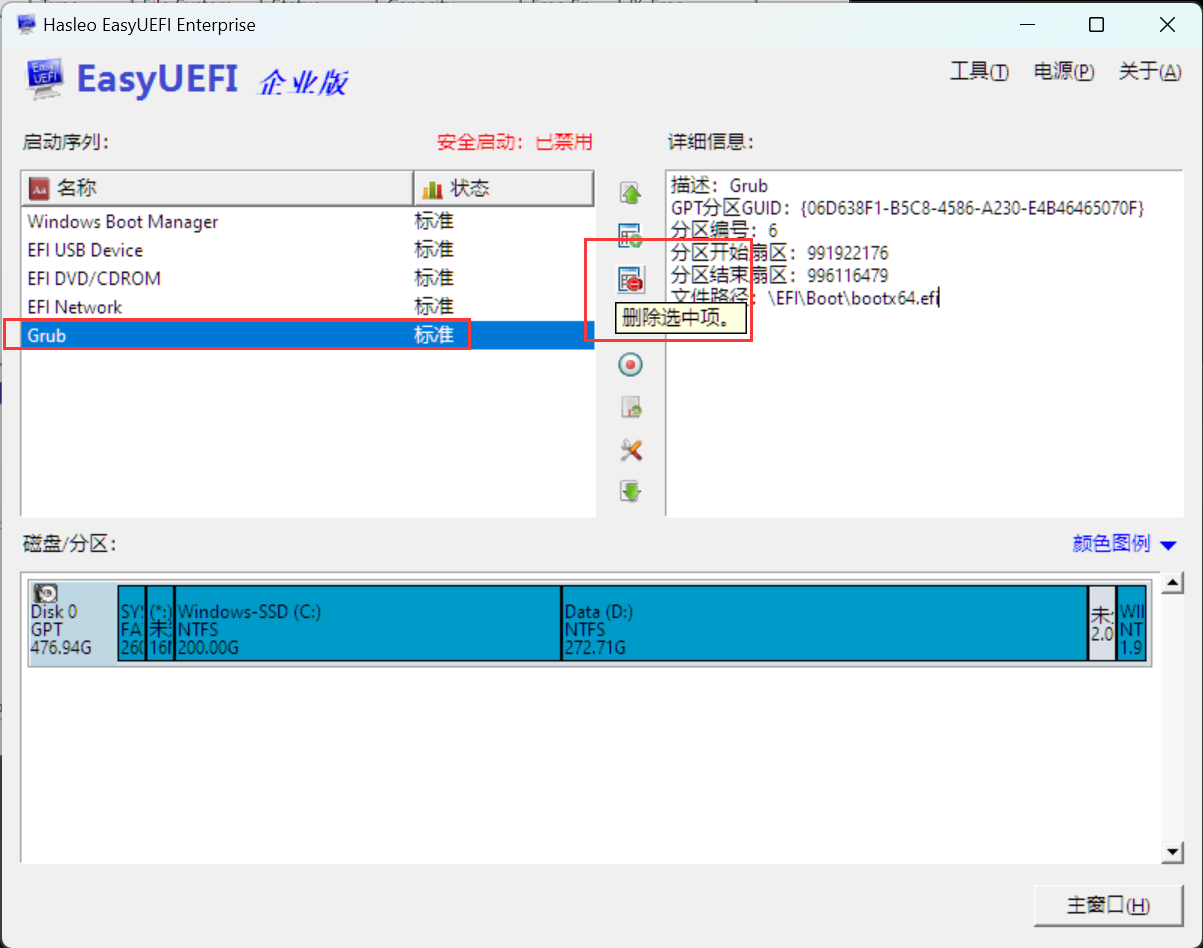 Hasleo EasyUEFI Enterprise
EasyUEFI 企业版
工具(T) 电源(P) 关于(A)
启动序列: 安全启动: 已禁用
名称 状态
Windows Boot Manager 标准
EFI USB Device 标准
EFI DVD/CDROM 标准
EFI Network 标准
Grub 标准
删除选中项。
详细信息:
描述: Grub
GPT分区GUID: {06D638F1-B5C8-4586-A230-E4B46465070F}
分区编号: 6
分区开始扇区: 991922176
分区结束扇区: 996116479
文件路径: \EFI\Boot\bootx64.efi
磁盘/分区: 颜色图例
Disk 0
GPT
476.94G
SY
FA
260
(*:)
未
16
Windows-SSD (C:)
NTFS
200.00G
Data (D:)
NTFS
272.71G
未
2.0
WI
NT
1.9
主窗口(H)